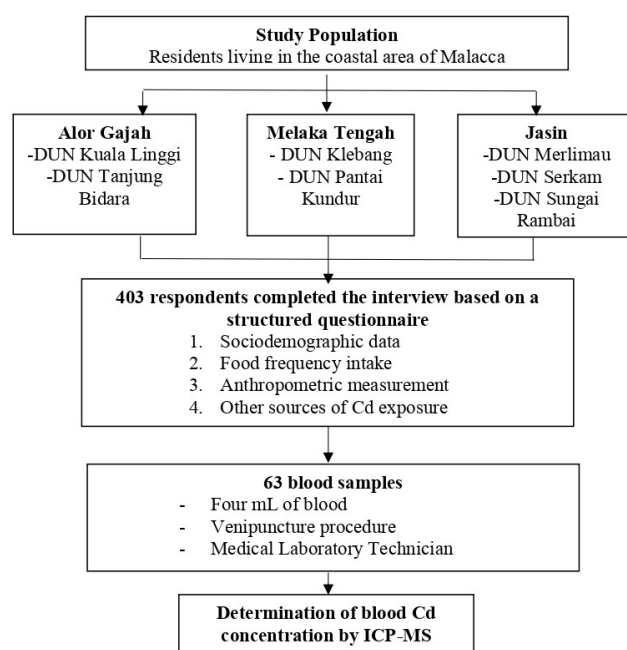 Study Population
Residents living in the coastal area of Malacca
Alor Gajah
-DUN Kuala Linggi
-DUN Tanjung
Bidara
Melaka Tengah
- DUN Klebang
- DUN Pantai
Kundur
Jasin
-DUN Merlimau
-DUN Serkam
-DUN Sungai
Rambai
403 respondents completed the interview based on a
structured questionnaire
1. Sociodemographic data
2. Food frequency intake
3. Anthropometric measurement
4. Other sources of Cd exposure
63 blood samples
- Four mL of blood
- Venipuncture procedure
- Medical Laboratory Technician
Determination of blood Cd
concentration by ICP-MS